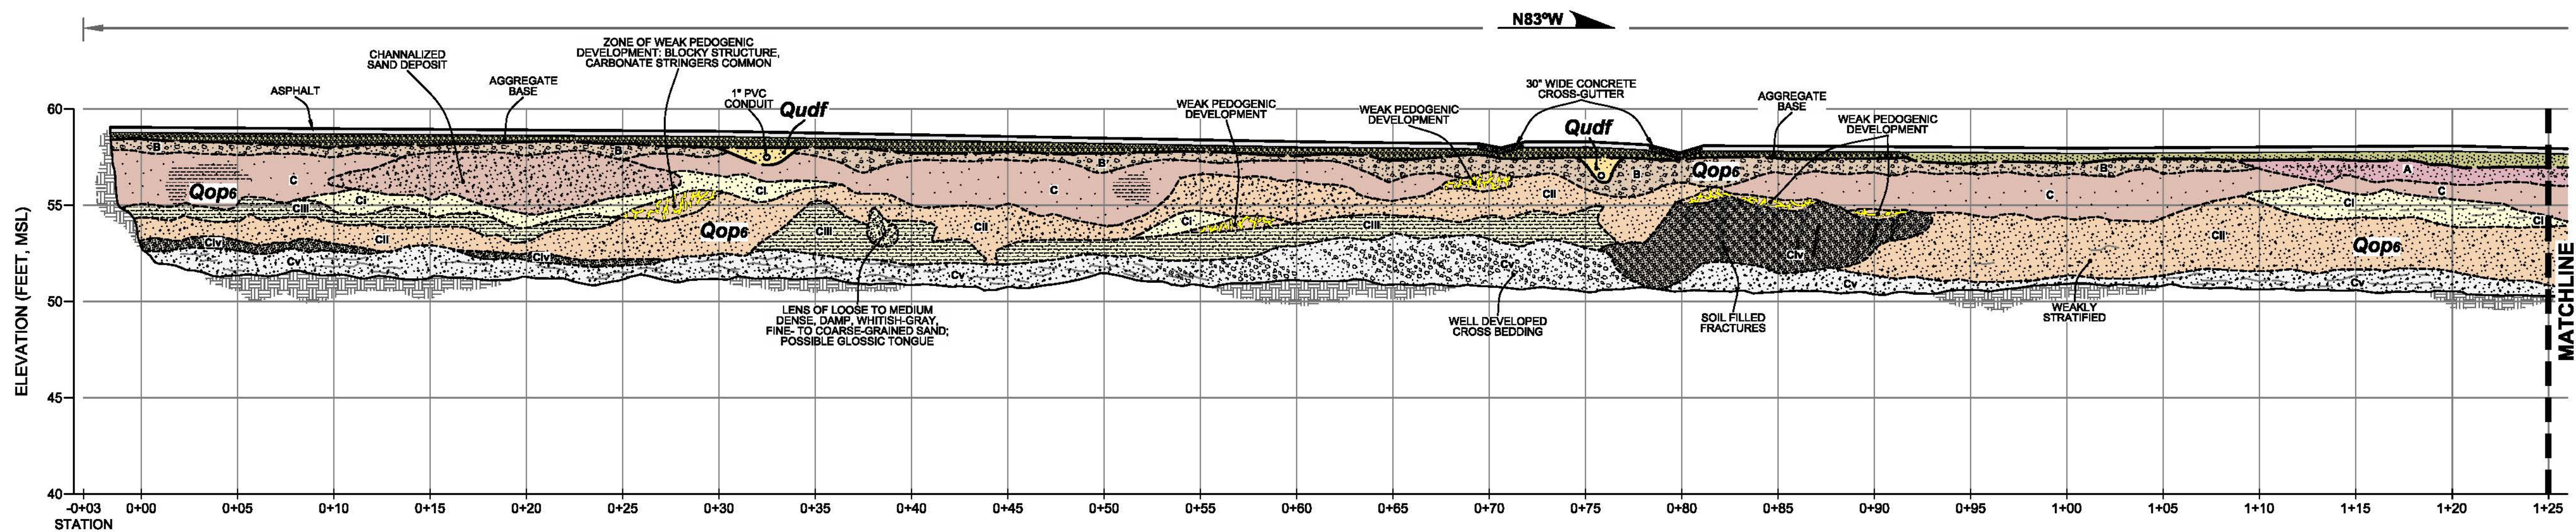 N83ºW
CHANNALIZED
SAND DEPOSIT
ZONE OF WEAK PEDOGENIC
DEVELOPMENT: BLOCKY STRUCTURE,
CARBONATE STRINGERS COMMON
ASPHALT
AGGREGATE
BASE
1" PVC
CONDUIT
Qudf
WEAK PEDOGENIC
DEVELOPMENT
WEAK PEDOGENIC
DEVELOPMENT
30" WIDE CONCRETE
CROSS-GUTTER
Qudf
AGGREGATE
BASE
WEAK PEDOGENIC
DEVELOPMENT
60
55
50
45
40
ELEVATION (FEET, MSL)
B
B
B
B
B
A
C
C
C
C
Qop6
Qop6
Qop6
Qop6
CI
CI
CI
CI
CI
CIII
CIII
CIII
CII
CII
CII
CII
CIv
CIv
CIv
Cv
Cv
Cv
Cv
Cv
LENS OF LOOSE TO MEDIUM
DENSE, DAMP, WHITISH-GRAY,
FINE- TO COARSE-GRAINED SAND;
POSSIBLE GLOSSIC TONGUE
WELL DEVELOPED
CROSS BEDDING
SOIL FILLED
FRACTURES
WEAKLY
STRATIFIED
MATCHLINE
-0+03 0+00 0+05 0+10 0+15 0+20 0+25 0+30 0+35 0+40 0+45 0+50 0+55 0+60 0+65 0+70 0+75 0+80 0+85 0+90 0+95 1+00 1+05 1+10 1+15 1+20 1+25
STATION